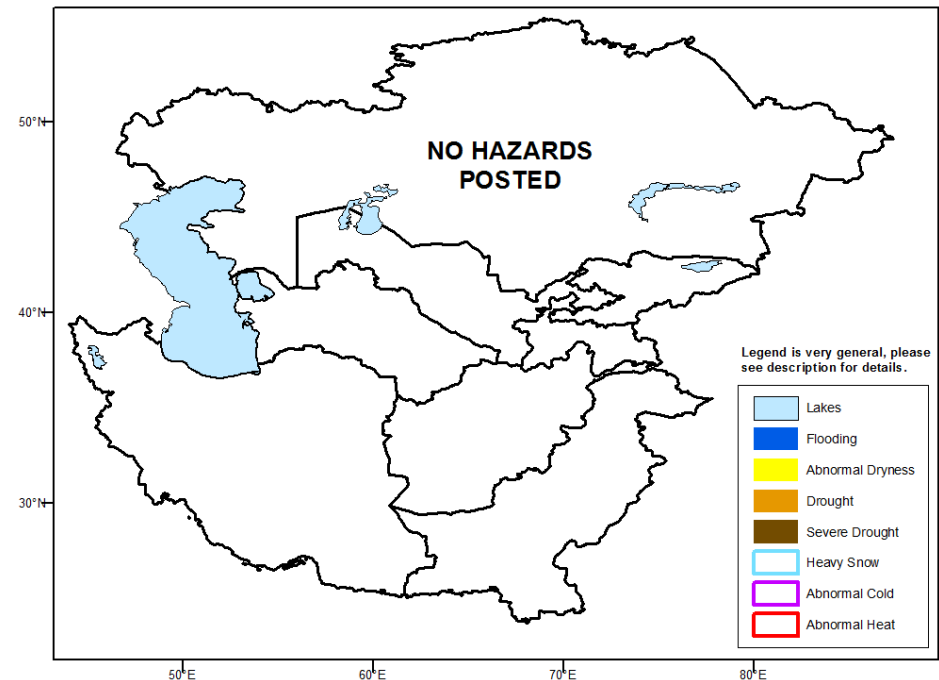 NO HAZARDS
POSTED
50°N
40°N
30°N
50°E
60°E
70°E
80°E
Legend is very general, please
see description for details.
Lakes
Flooding
Abnormal Dryness
Drought
Severe Drought
Heavy Snow
Abnormal Cold
Abnormal Heat